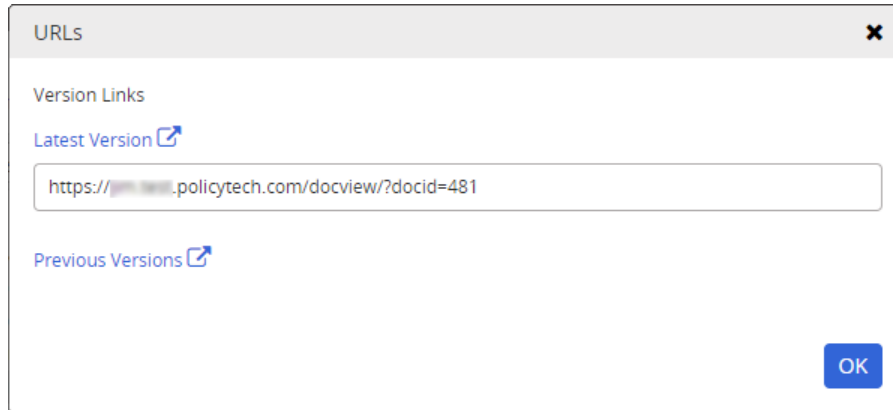 URLs
Version Links
Latest Version
https:// .policytech.com/docview/?docid=481
Previous Versions
OK